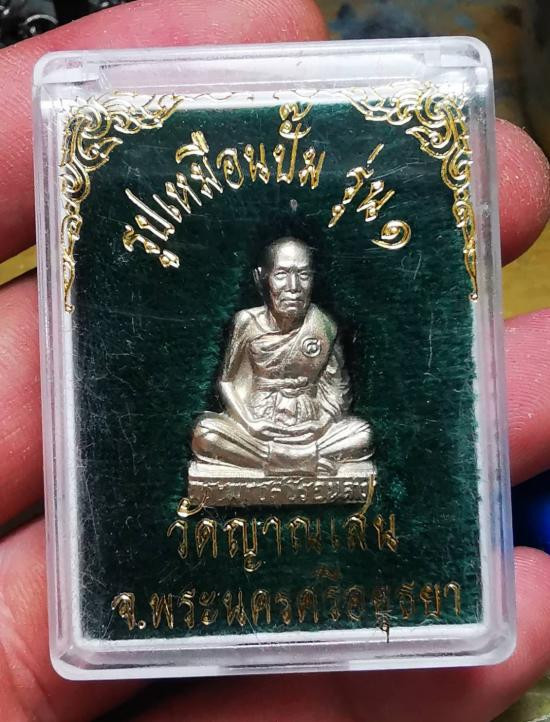 รูปเหมือนปั๊ม รุ่น ๑
วัดญาณเสน
จ.พระนครศรีอยุธยา